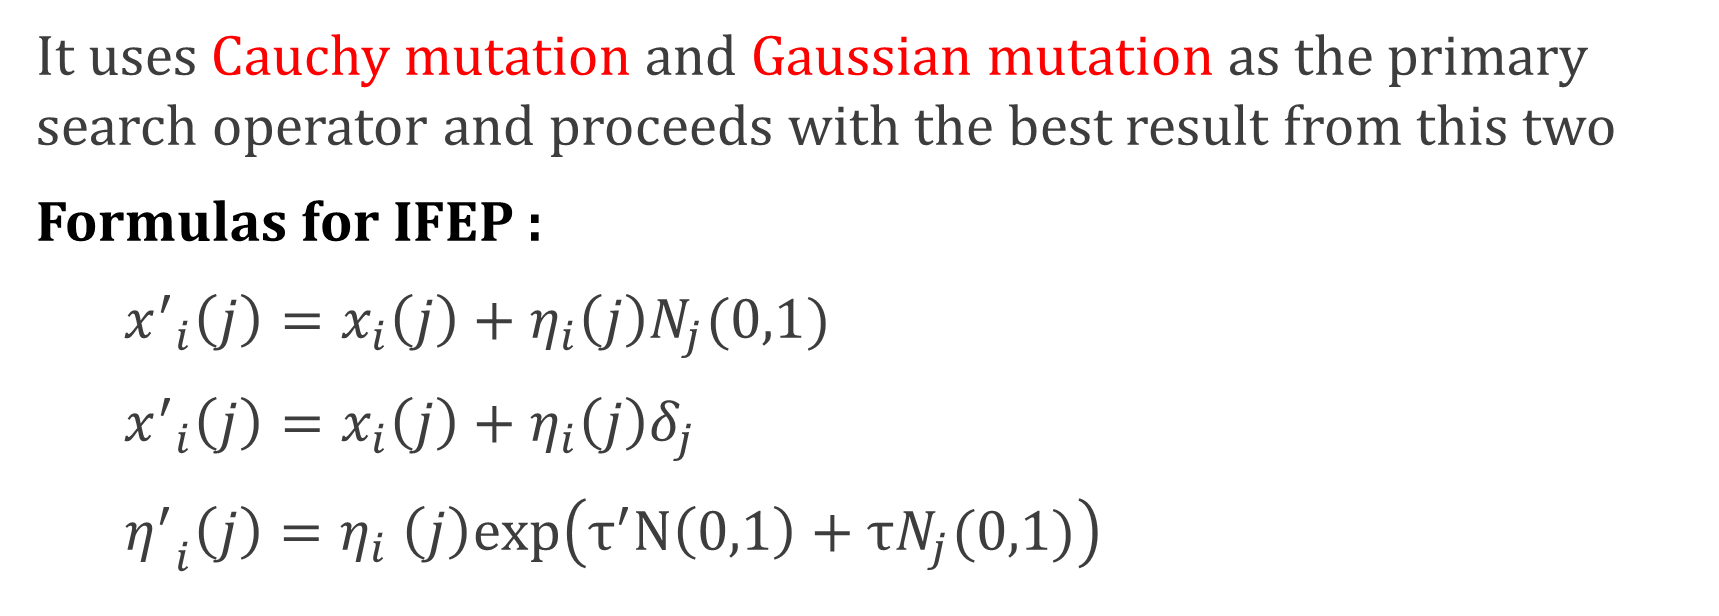 It uses Cauchy mutation and Gaussian mutation as the primary
search operator and proceeds with the best result from this two
Formulas for IFEP :
x'ᵢ(j) = xᵢ(j) + ηᵢ(j)Nⱼ(0,1)
x'ᵢ(j) = xᵢ(j) + ηᵢ(j)δⱼ
η'ᵢ(j) = ηᵢ (j)exp(τ'N(0,1) + τNⱼ(0,1))